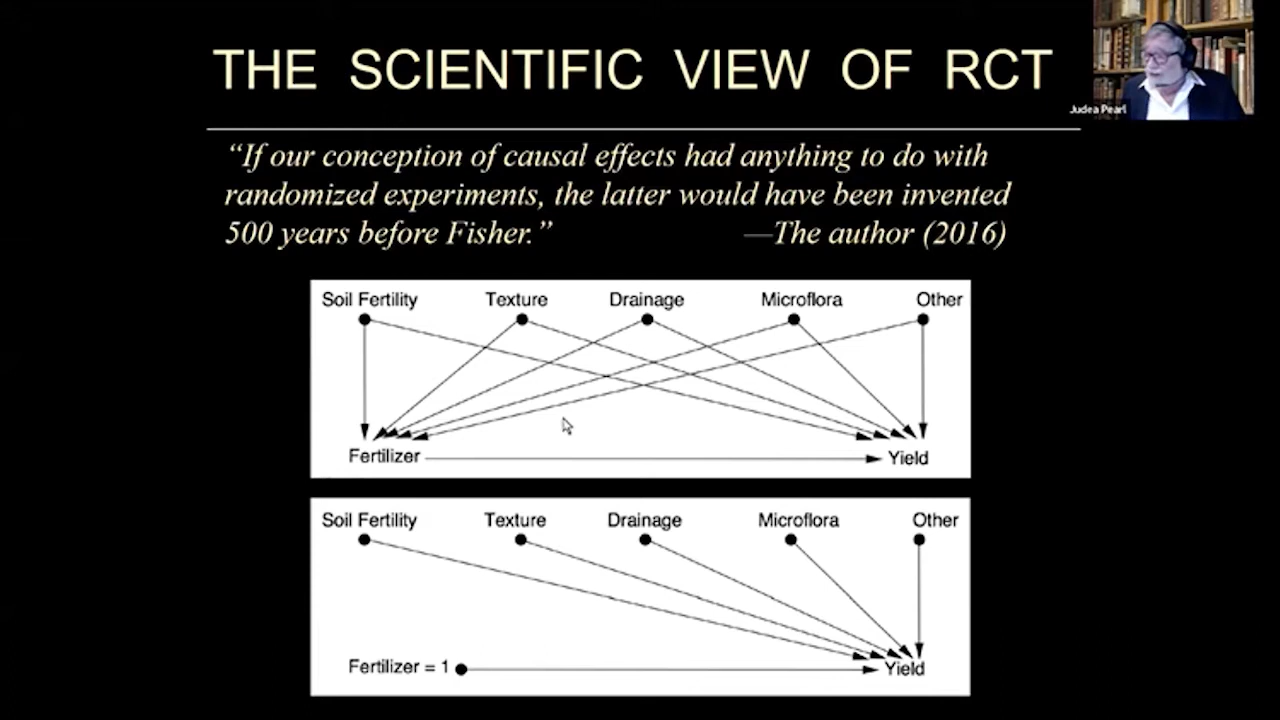 THE SCIENTIFIC VIEW OF RCT
Judea Pearl
“If our conception of causal effects had anything to do with
randomized experiments, the latter would have been invented
500 years before Fisher.” —The author (2016)
Soil Fertility Texture Drainage Microflora Other
Fertilizer Yield
Soil Fertility Texture Drainage Microflora Other
Fertilizer = 1 Yield